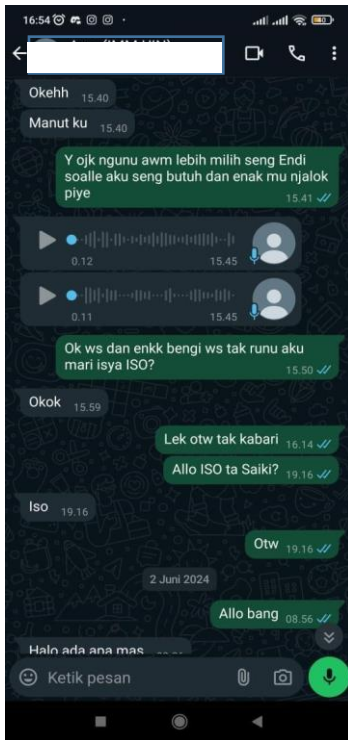 16:54
Okehh 15.40
Manut ku 15.40
Y ojk ngunu awm lebih milih seng Endi
soalle aku seng butuh dan enak mu njalok
piye
15.41
0.12 15.45
0.11 15.45
Ok ws dan enkk bengi ws tak runu aku
mari isya ISO?
15.50
Okok 15.59
Lek otw tak kabari 16.14
Allo ISO ta Saiki? 19.16
Iso 19.16
Otw 19.16
2 Juni 2024
Allo bang 08.56
Halo ada apa mas
Ketik pesan